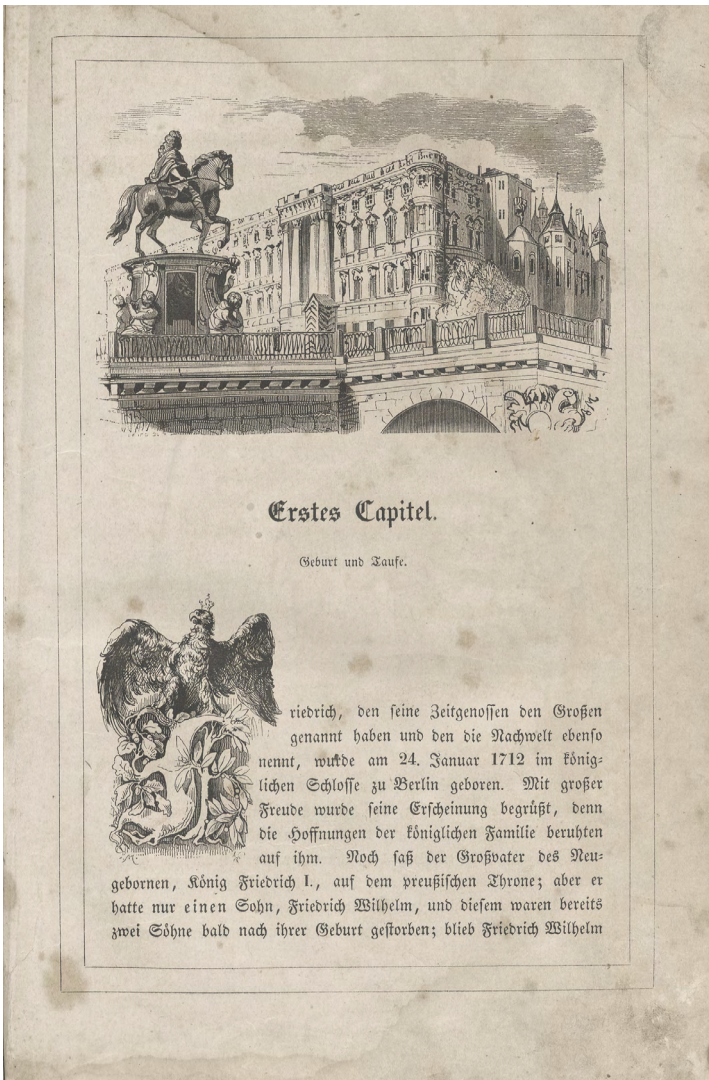 Erstes Capitel.
Geburt und Taufe.
Friedrich, den seine Zeitgenossen den Großen
genannt haben und den die Nachwelt ebenso
nennt, wurde am 24. Januar 1712 im könig-
lichen Schlosse zu Berlin geboren. Mit großer
Freude wurde seine Erscheinung begrüßt, denn
die Hoffnungen der königlichen Familie beruhten
auf ihm. Noch saß der Großvater des Neu-
gebornen, König Friedrich I., auf dem preußischen Throne; aber er
hatte nur einen Sohn, Friedrich Wilhelm, und diesem waren bereits
zwei Söhne bald nach ihrer Geburt gestorben; blieb Friedrich Wilhelm